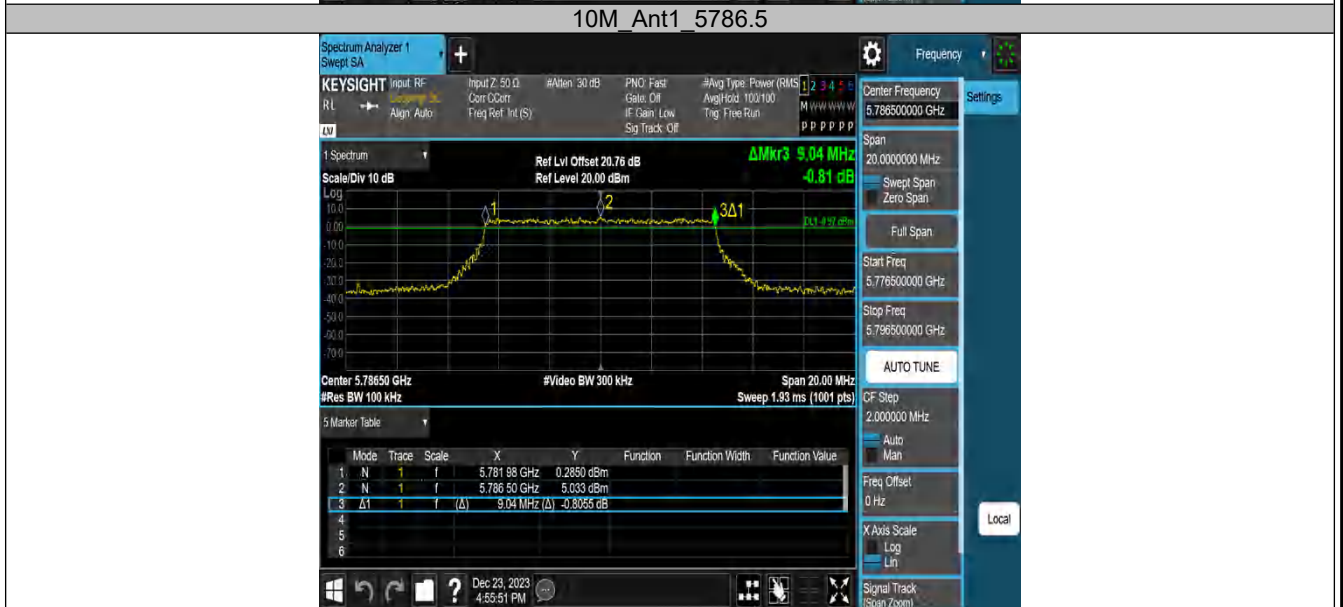 10M_Ant1_5786.5
Spectrum Analyzer 1
Swept SA
+
Frequency
KEYSIGHT
RL
LXI
Input: RF
Align: Auto
Input Z: 50 Ω
Corr CCorr
Freq Ref: Int (S)
#Atten: 30 dB
PNO: Fast
Gate: Off
IF Gain: Low
Sig Track: Off
#Avg Type: Power (RMS
Avg|Hold: 100/100
Trig: Free Run
1 2 3 4 5 6
M W W W W W
P P P P P P
Center Frequency
5.786500000 GHz
Settings
Span
20.0000000 MHz
Swept Span
Zero Span
Full Span
Start Freq
5.776500000 GHz
Stop Freq
5.796500000 GHz
AUTO TUNE
CF Step
2.000000 MHz
Auto
Man
Freq Offset
0 Hz
X Axis Scale
Log
Lin
Local
Signal Track
(Span Zoom)
1 Spectrum
Scale/Div 10 dB
Ref Lvl Offset 20.76 dB
Ref Level 20.00 dBm
ΔMkr3 9.04 MHz
-0.81 dB
Log
10.0
0.00
-10.0
-20.0
-30.0
-40.0
-50.0
-60.0
-70.0
1
2
3Δ1
Center 5.78650 GHz
#Video BW 300 kHz
Span 20.00 MHz
#Res BW 100 kHz
Sweep 1.93 ms (1001 pts)
5 Marker Table
Mode Trace Scale X Y Function Function Width Function Value
1 N 1 f 5.781 98 GHz 0.2850 dBm
2 N 1 f 5.786 50 GHz 5.033 dBm
3 Δ1 1 f (Δ) 9.04 MHz (Δ) -0.8055 dB
4
5
6
?
Dec 23, 2023
4:55:51 PM